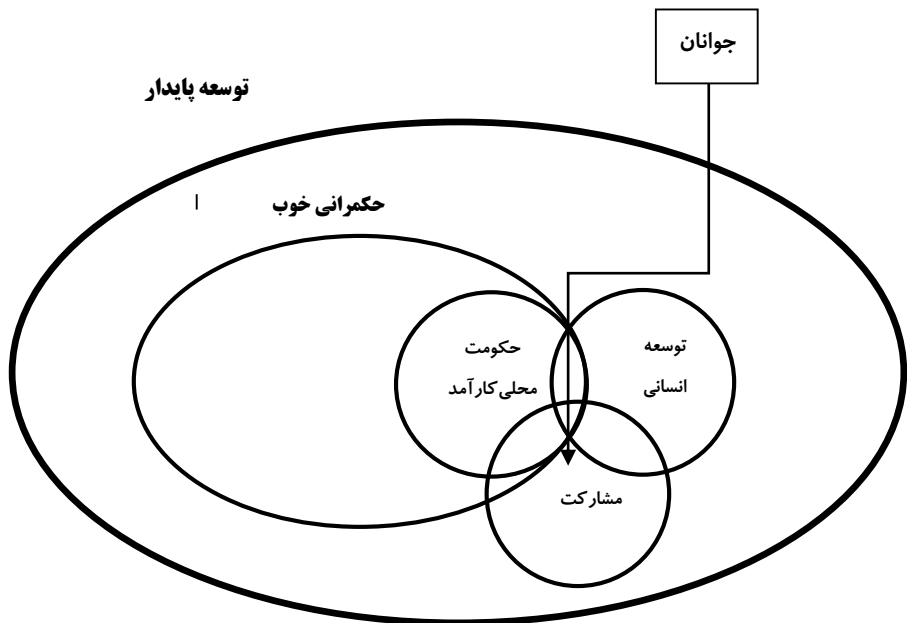 جوانان
توسعه پایدار
حکمرانی خوب
ا
حکومت
محلی کارآمد
توسعه
انسانی
مشارکت